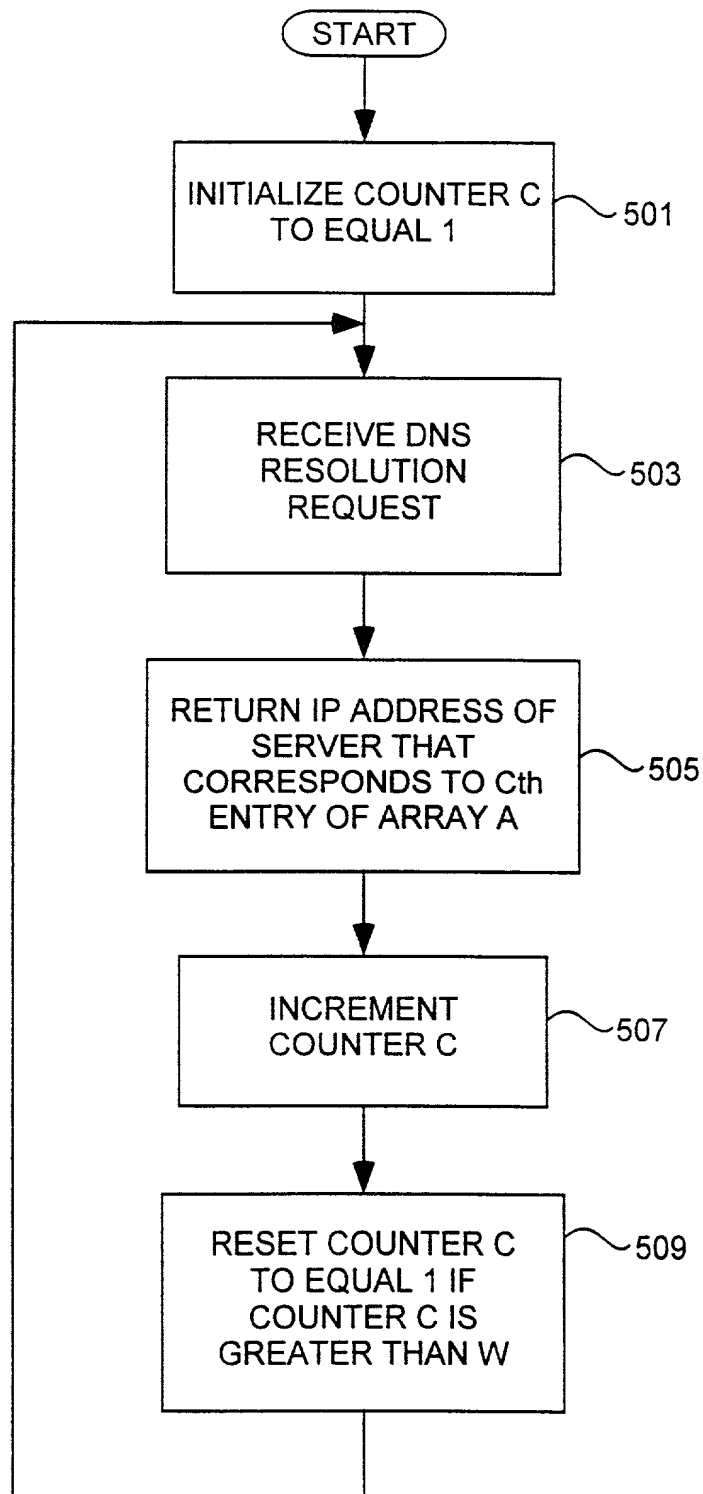 START
INITIALIZE COUNTER C
TO EQUAL 1
501
RECEIVE DNS
RESOLUTION
REQUEST
503
RETURN IP ADDRESS OF
SERVER THAT
CORRESPONDS TO Cth
ENTRY OF ARRAY A
505
INCREMENT
COUNTER C
507
RESET COUNTER C
TO EQUAL 1 IF
COUNTER C IS
GREATER THAN W
509